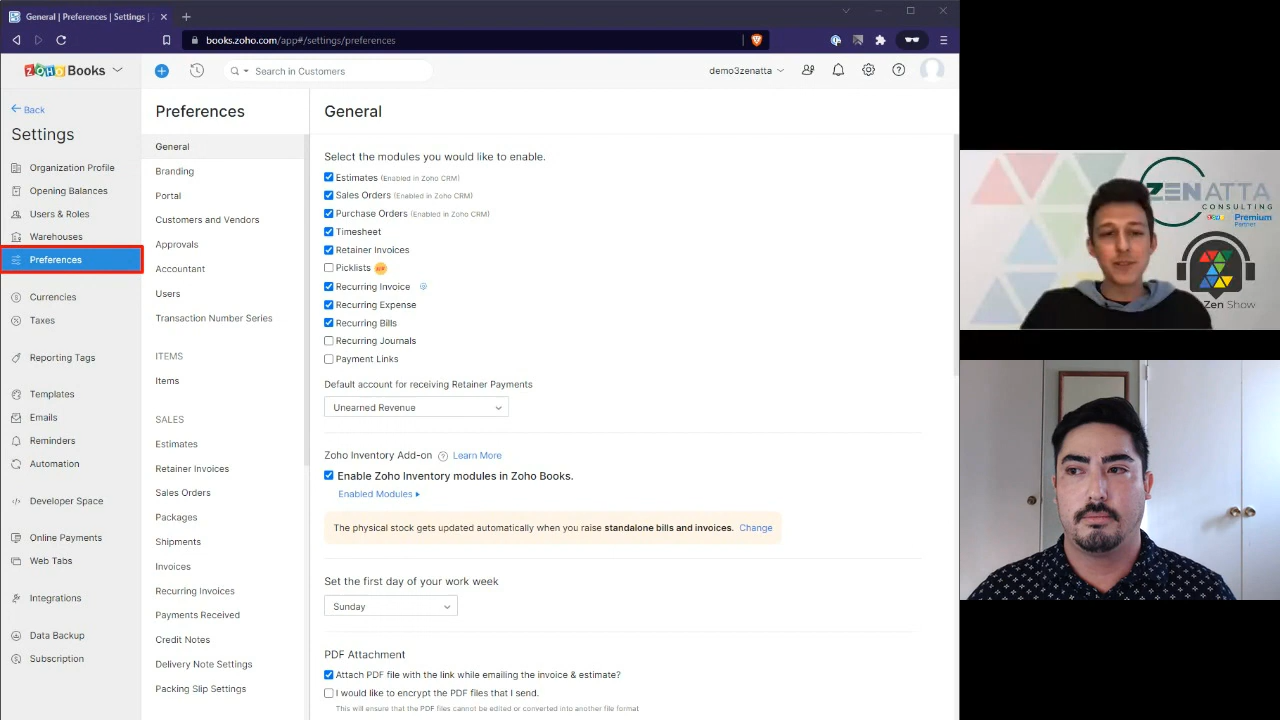 General | Preferences | Settings |
books.zoho.com/app#/settings/preferences
ZOHO Books
Search in Customers
demo3zenatta
Back
Settings
Organization Profile
Opening Balances
Users & Roles
Warehouses
Preferences
Currencies
Taxes
Reporting Tags
Templates
Emails
Reminders
Automation
Developer Space
Online Payments
Web Tabs
Integrations
Data Backup
Subscription
Preferences
General
Branding
Portal
Customers and Vendors
Approvals
Accountant
Users
Transaction Number Series
ITEMS
Items
SALES
Estimates
Retainer Invoices
Sales Orders
Packages
Shipments
Invoices
Recurring Invoices
Payments Received
Credit Notes
Delivery Note Settings
Packing Slip Settings
General
Select the modules you would like to enable.
Estimates (Enabled in Zoho CRM)
Sales Orders (Enabled in Zoho CRM)
Purchase Orders (Enabled in Zoho CRM)
Timesheet
Retainer Invoices
Picklists
Recurring Invoice
Recurring Expense
Recurring Bills
Recurring Journals
Payment Links
Default account for receiving Retainer Payments
Unearned Revenue
Zoho Inventory Add-on ? Learn More
Enable Zoho Inventory modules in Zoho Books.
Enabled Modules
The physical stock gets updated automatically when you raise standalone bills and invoices. Change
Set the first day of your work week
Sunday
PDF Attachment
Attach PDF file with the link while emailing the invoice & estimate?
I would like to encrypt the PDF files that I send.
This will ensure that the PDF files cannot be edited or converted into another file format
ZENATTA
CONSULTING
Premium
Partner
Zen Show